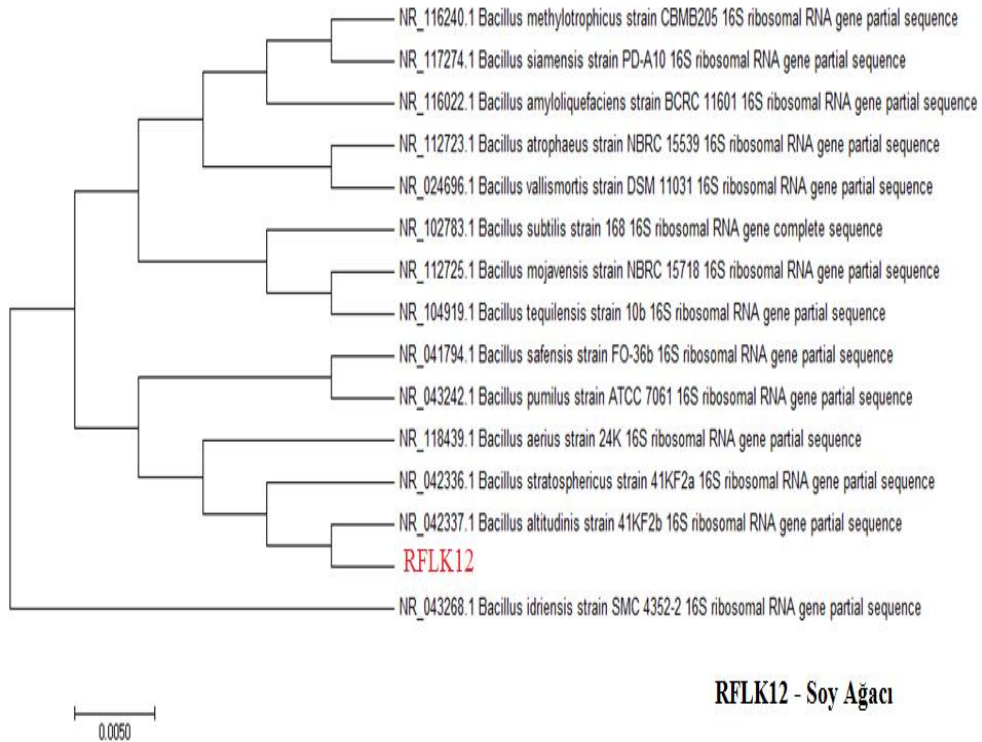 NR_116240.1 Bacillus methylotrophicus strain CBMB205 16S ribosomal RNA gene partial sequence
NR_117274.1 Bacillus siamensis strain PD-A10 16S ribosomal RNA gene partial sequence
NR_116022.1 Bacillus amyloliquefaciens strain BCRC 11601 16S ribosomal RNA gene partial sequence
NR_112723.1 Bacillus atrophaeus strain NBRC 15539 16S ribosomal RNA gene partial sequence
NR_024696.1 Bacillus vallismortis strain DSM 11031 16S ribosomal RNA gene partial sequence
NR_102783.1 Bacillus subtilis strain 168 16S ribosomal RNA gene complete sequence
NR_112725.1 Bacillus mojavensis strain NBRC 15718 16S ribosomal RNA gene partial sequence
NR_104919.1 Bacillus tequilensis strain 10b 16S ribosomal RNA gene partial sequence
NR_041794.1 Bacillus safensis strain FO-36b 16S ribosomal RNA gene partial sequence
NR_043242.1 Bacillus pumilus strain ATCC 7061 16S ribosomal RNA gene partial sequence
NR_118439.1 Bacillus aerius strain 24K 16S ribosomal RNA gene partial sequence
NR_042336.1 Bacillus stratosphericus strain 41KF2a 16S ribosomal RNA gene partial sequence
NR_042337.1 Bacillus altitudinis strain 41KF2b 16S ribosomal RNA gene partial sequence
RFLK12
NR_043268.1 Bacillus idriensis strain SMC 4352-2 16S ribosomal RNA gene partial sequence
RFLK12 - Soy Ağacı
0.0050